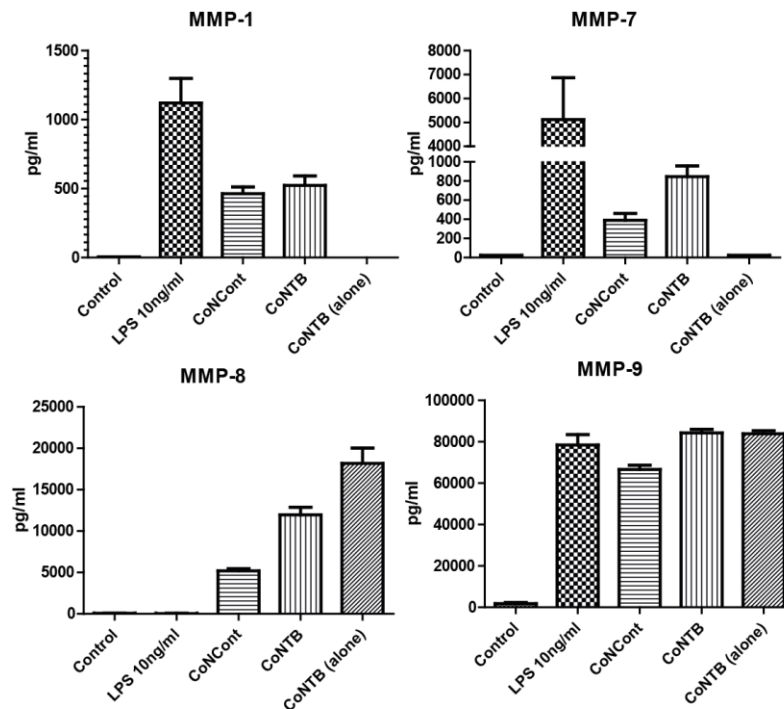 MMP-1
pg/ml
1500
1000
500
0
Control
LPS 10ng/ml
CoNCont
CoNTB
CoNTB (alone)
MMP-7
pg/ml
8000
7000
6000
5000
4000
1000
800
600
400
200
0
Control
LPS 10ng/ml
CoNCont
CoNTB
CoNTB (alone)
MMP-8
pg/ml
25000
20000
15000
10000
5000
0
Control
LPS 10ng/ml
CoNCont
CoNTB
CoNTB (alone)
MMP-9
pg/ml
100000
80000
60000
40000
20000
0
Control
LPS 10ng/ml
CoNCont
CoNTB
CoNTB (alone)